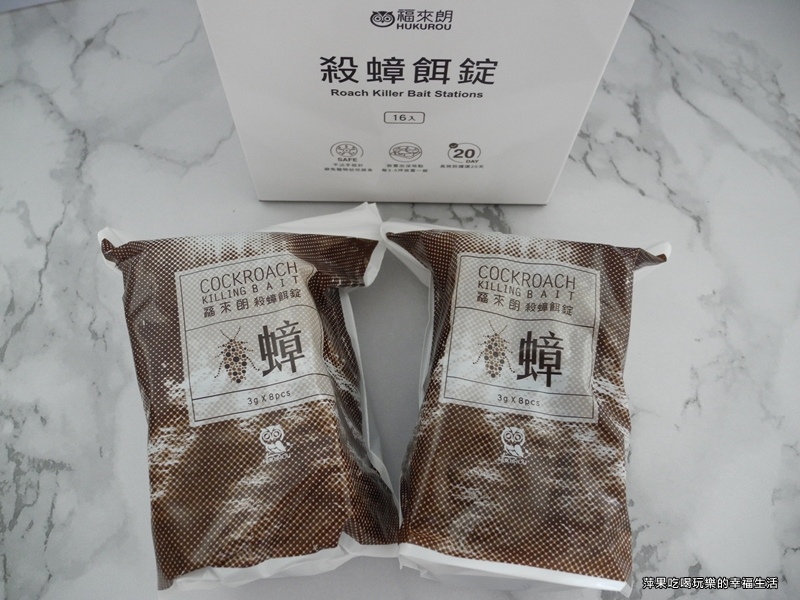 福來朗
HUKUROU
殺蟑餌錠
Roach Killer Bait Stations
16入
SAFE
20
DAY
COCKROACH
KILLING BAIT
福來朗 殺蟑餌錠
蟑
3g X 8pcs
COCKROACH
KILLING BAIT
福來朗 殺蟑餌錠
蟑
3g X 8pcs
萍果吃喝玩樂的幸福生活